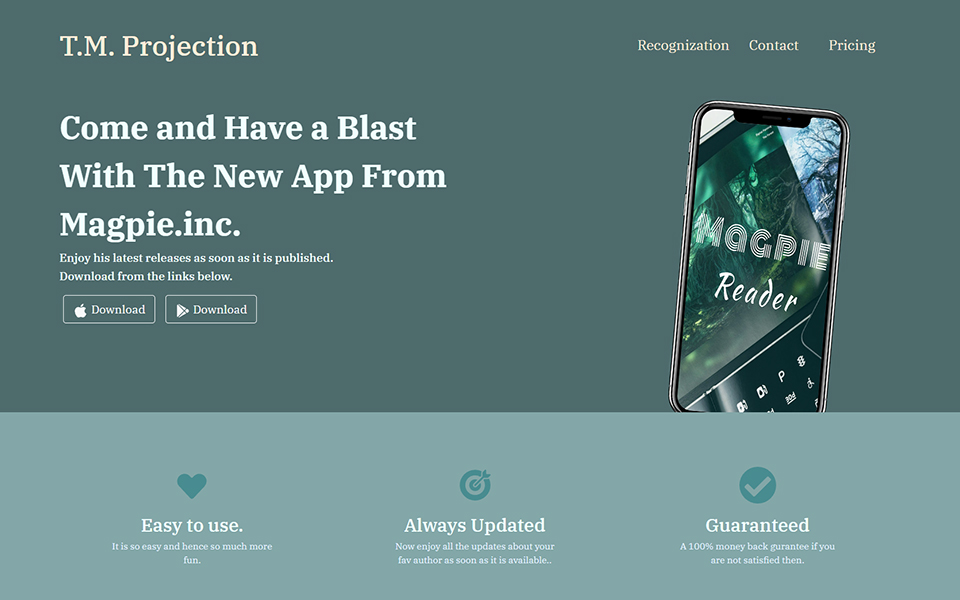 T.M. Projection
Recognization Contact Pricing
Come and Have a Blast
With The New App From
Magpie.inc.
Enjoy his latest releases as soon as it is published.
Download from the links below.
Download Download
MAGPIE
Reader
Easy to use.
It is so easy and hence so much more
fun.
Always Updated
Now enjoy all the updates about your
fav author as soon as it is available..
Guaranteed
A 100% money back gurantee if you
are not satisfied then.